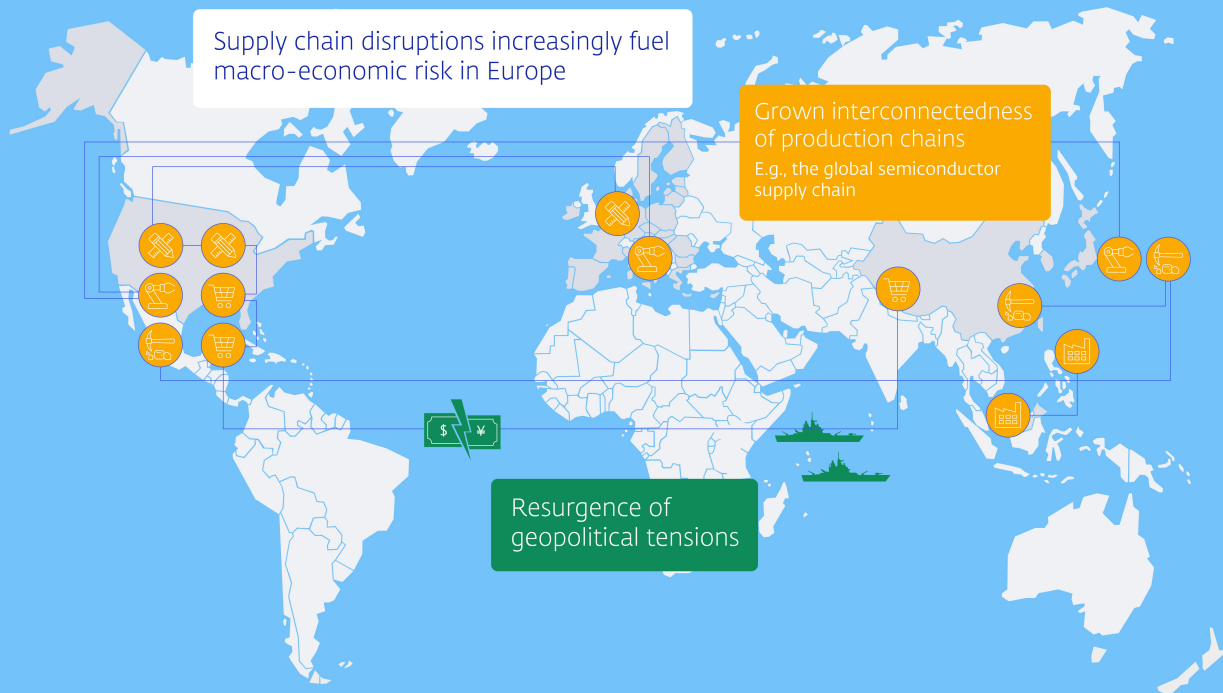 Supply chain disruptions increasingly fuel
macro-economic risk in Europe
Grown interconnectedness
of production chains
E.g., the global semiconductor
supply chain
$ ¥
Resurgence of
geopolitical tensions